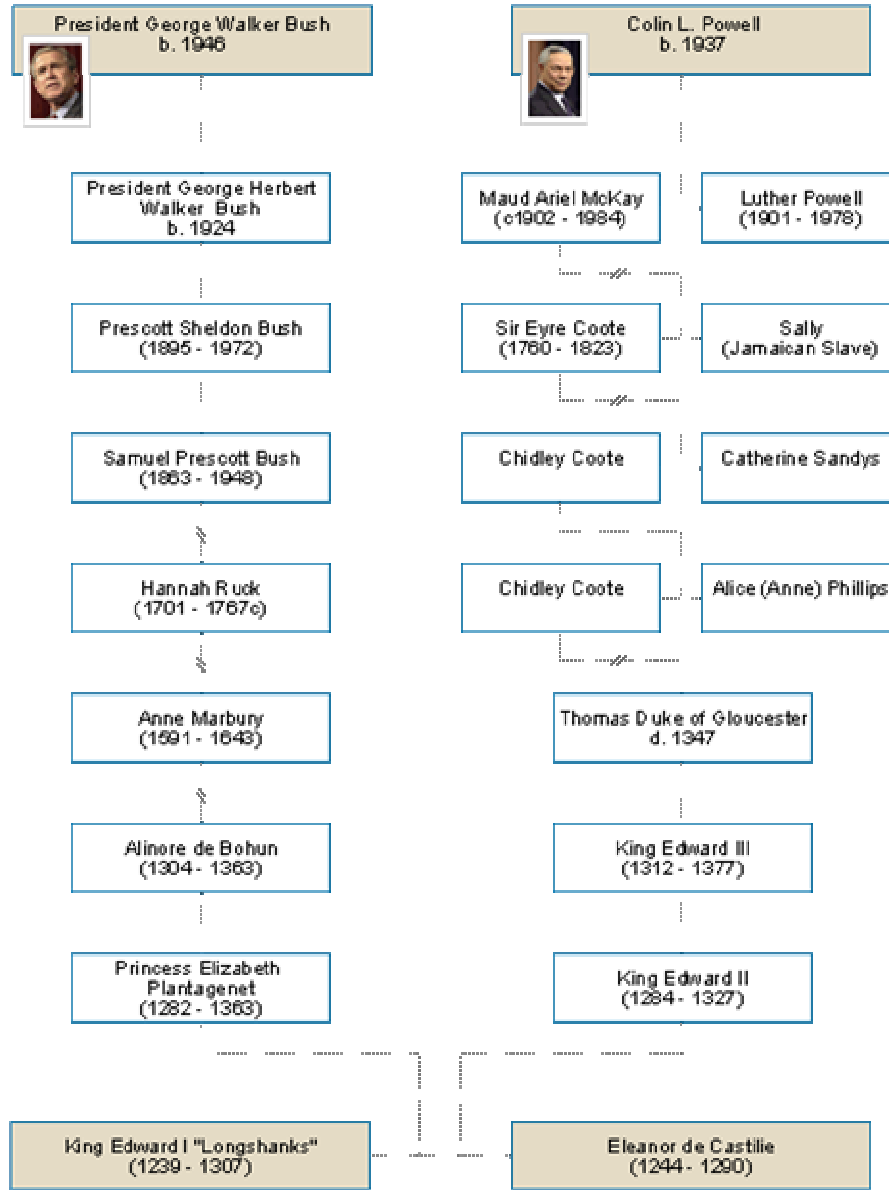 President George Walker Bush
b. 1946
Colin L. Powell
b. 1937
President George Herbert
Walker Bush
b. 1924
Maud Ariel McKay
(c1902 - 1984)
Luther Powell
(1901 - 1978)
Prescott Sheldon Bush
(1895 - 1972)
Sir Eyre Coote
(1760 - 1823)
Sally
(Jamaican Slave)
Samuel Prescott Bush
(1863 - 1948)
Chidley Coote
Catherine Sandys
Hannah Ruck
(1701 - 1767c)
Chidley Coote
Alice (Anne) Phillips
Anne Marbury
(1591 - 1643)
Thomas Duke of Gloucester
d. 1347
Alinore de Bohun
(1304 - 1363)
King Edward III
(1312 - 1377)
Princess Elizabeth
Plantagenet
(1282 - 1363)
King Edward II
(1284 - 1327)
King Edward I "Longshanks"
(1239 - 1307)
Eleanor de Castilie
(1244 - 1290)